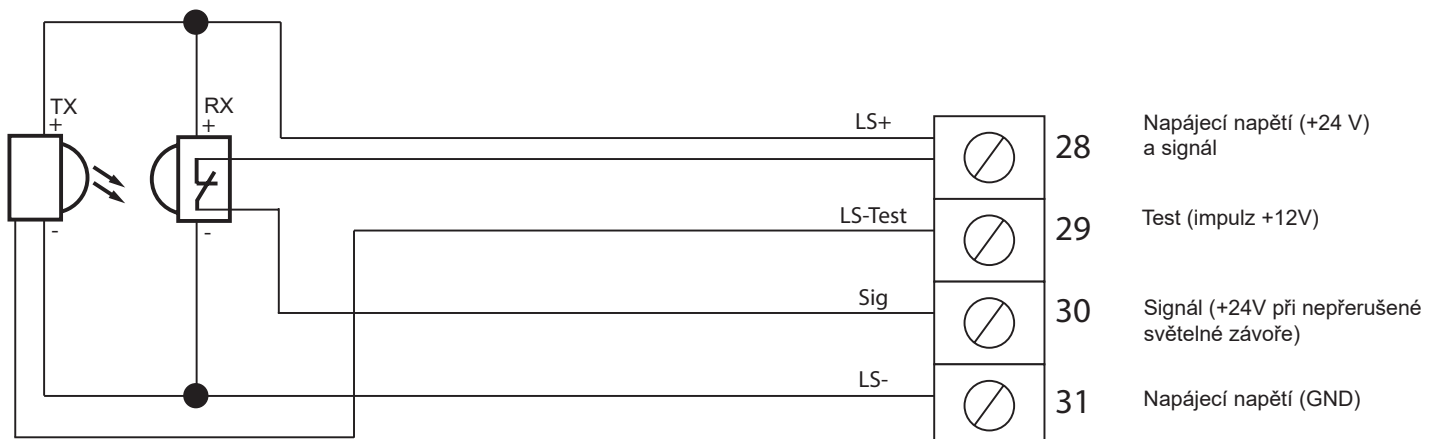 TX
+
-
RX
+
-
LS+
28
Napájecí napětí (+24 V)
a signál
LS-Test
29
Test (impulz +12V)
Sig
30
Signál (+24V při nepřerušené
světelné závoře)
LS-
31
Napájecí napětí (GND)